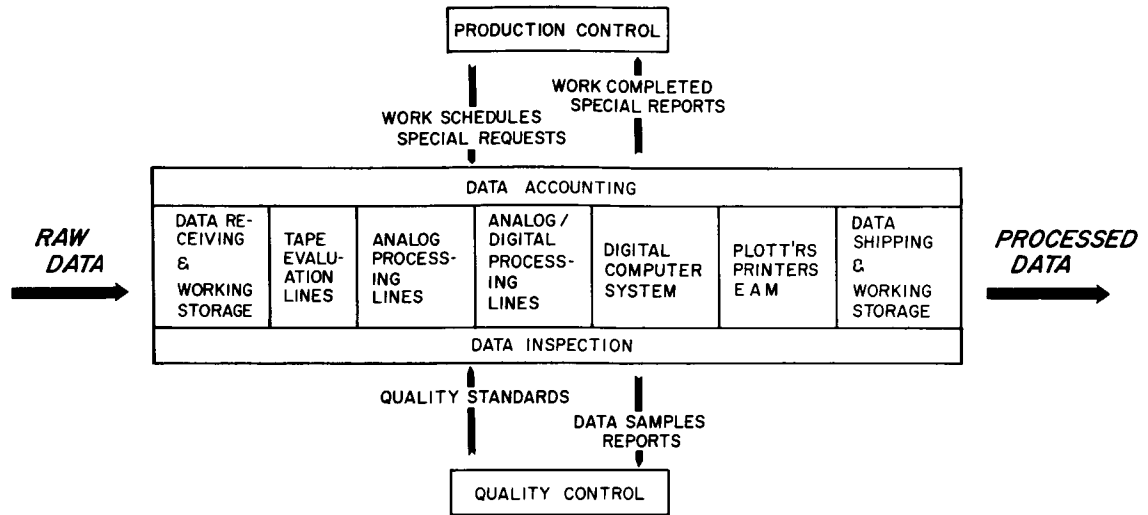 PRODUCTION CONTROL
WORK COMPLETED
SPECIAL REPORTS
WORK SCHEDULES
SPECIAL REQUESTS
DATA ACCOUNTING
RAW
DATA
DATA RE-
CEIVING
&
WORKING
STORAGE
TAPE
EVALU-
ATION
LINES
ANALOG
PROCESS-
ING
LINES
ANALOG /
DIGITAL
PROCESS-
ING
LINES
DIGITAL
COMPUTER
SYSTEM
PLOTT'RS
PRINTERS
E A M
DATA
SHIPPING
&
WORKING
STORAGE
PROCESSED
DATA
DATA INSPECTION
QUALITY STANDARDS
DATA SAMPLES
REPORTS
QUALITY CONTROL